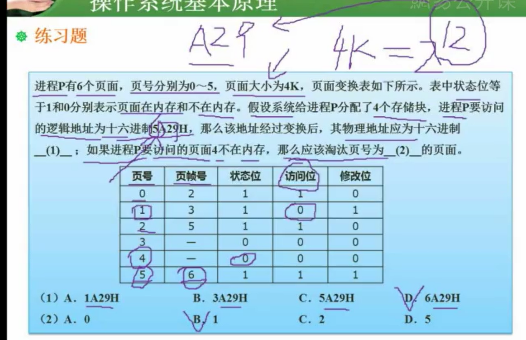 操作系统基本原理
练习题
A29
4K=2
12
进程P有6个页面，页号分别为0～5，页面大小为4K，页面变换表如下所示。表中状态位等
于1和0分别表示页面在内存和不在内存。假设系统给进程P分配了4个存储块，进程P要访问
的逻辑地址为十六进制5A29H，那么该地址经过变换后，其物理地址应为十六进制
__(1)__；如果进程P要访问的页面4不在内存，那么应该淘汰页号为__(2)__的页面。
页号 页帧号 状态位 访问位 修改位
0 2 1 1 0
1 3 1 0 1
2 5 1 1 0
3 — 0 0 0
4 — 0 0 0
5 6 1 1 1
(1) A. 1A29H B. 3A29H C. 5A29H D. 6A29H
(2) A. 0 B. 1 C. 2 D. 5